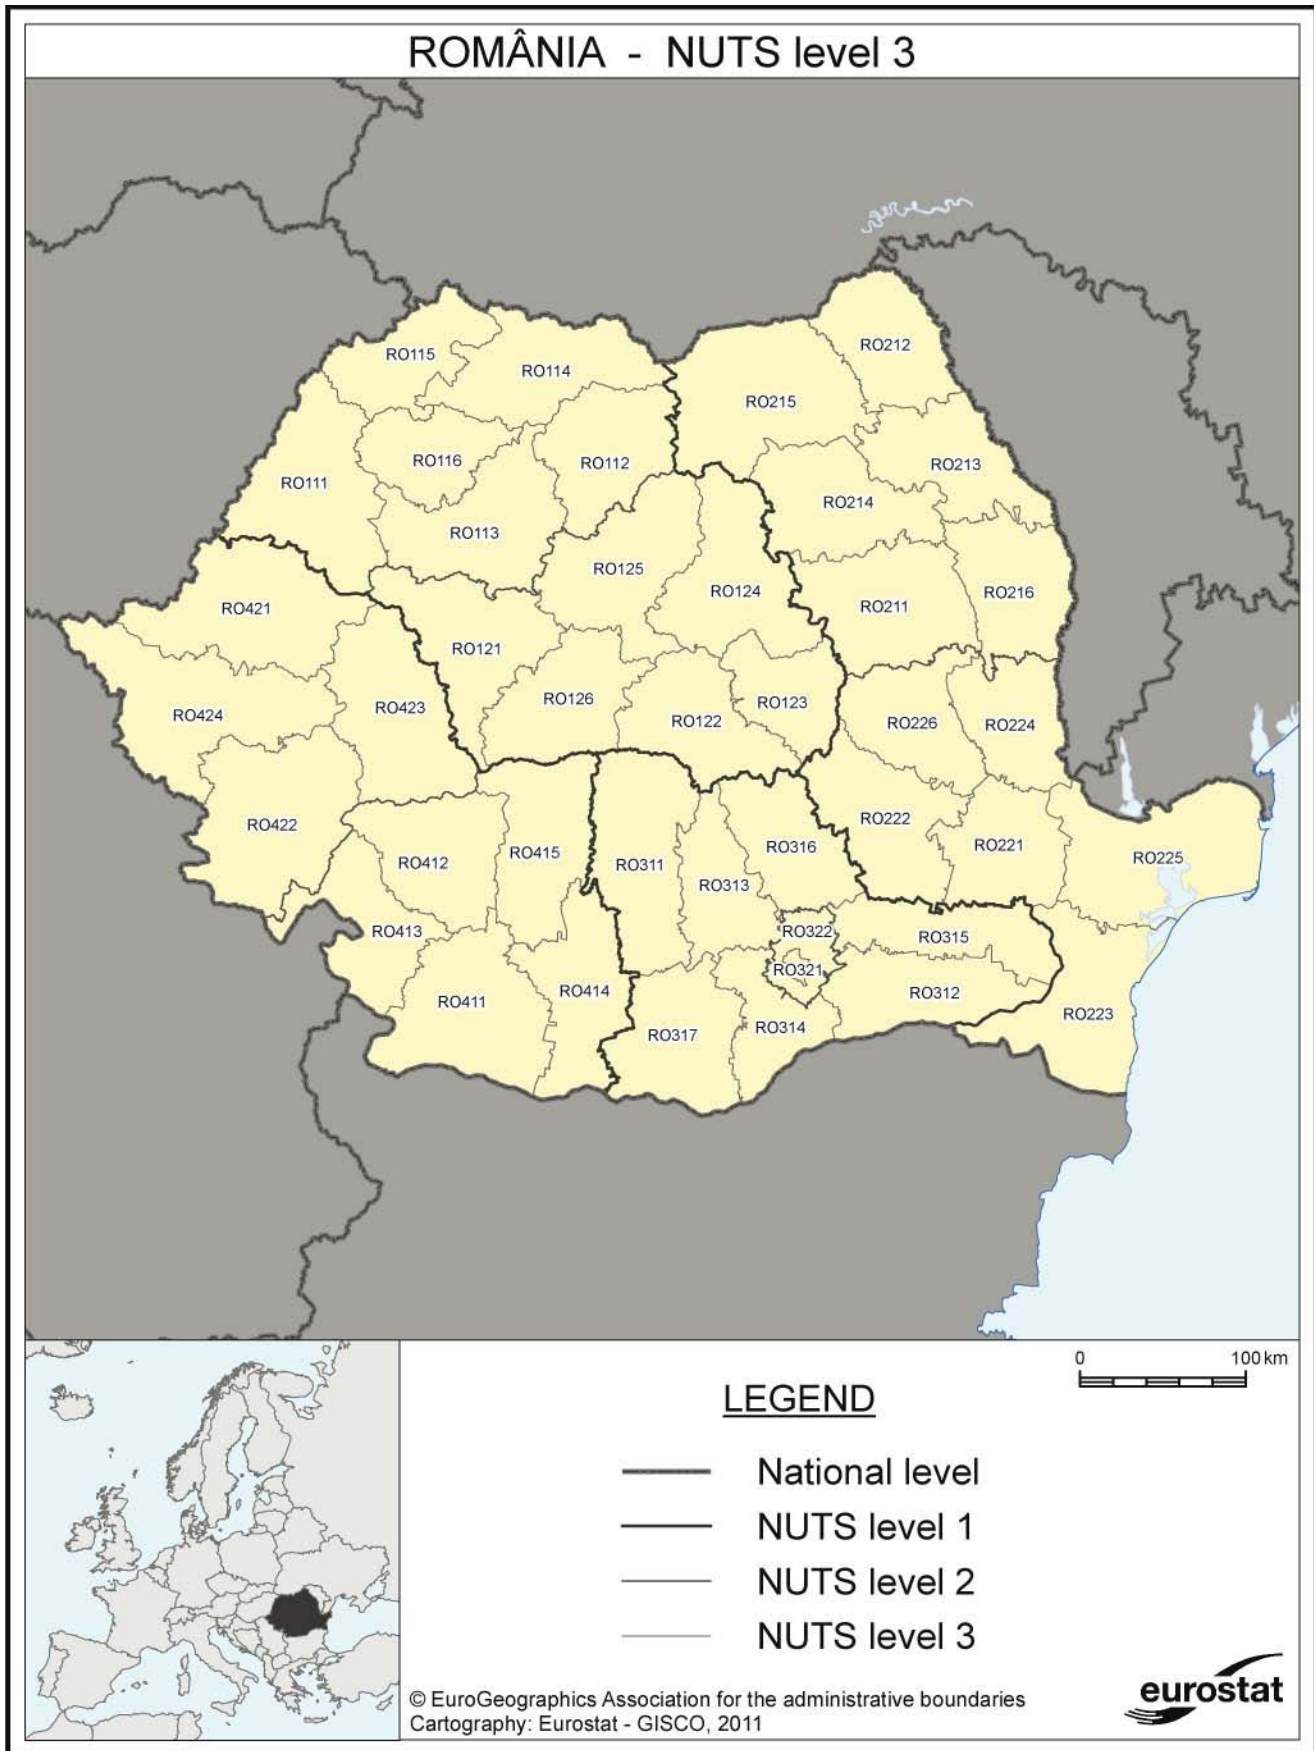 ROMÂNIA - NUTS level 3
RO212
RO115
RO114
RO215
RO116
RO112
RO213
RO111
RO214
RO113
RO125
RO124
RO216
RO421
RO211
RO121
RO126
RO123
RO423
RO424
RO122
RO226
RO224
RO422
RO222
RO316
RO221
RO415
RO412
RO311
RO225
RO313
RO413
RO322
RO315
RO321
RO414
RO312
RO411
RO223
RO314
RO317
0 100 km
LEGEND
National level
NUTS level 1
NUTS level 2
NUTS level 3
eurostat
© EuroGeographics Association for the administrative boundaries
Cartography: Eurostat - GISCO, 2011